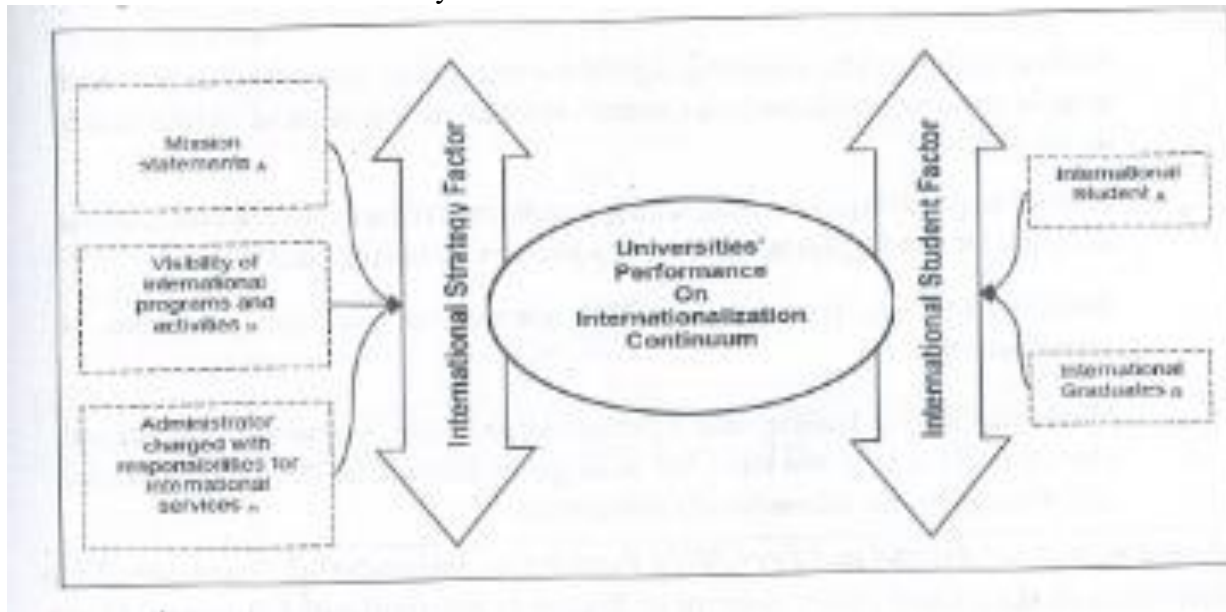 Mission
statements A
Visibility of
international
programs and
activities B
Administrator
charged with
responsibilities for
international
services
International Strategy Factor
Universities'
Performance
On
Internationalization
Continuum
International Student Factor
International
Student A
International
Graduates B